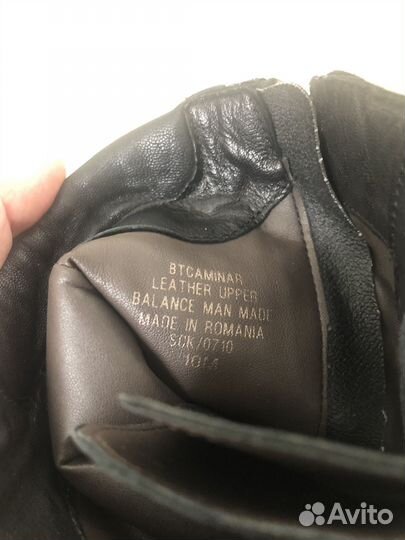 BTCAMINAR
LEATHER UPPER
BALANCE MAN MADE
MADE IN ROMANIA
SCK/0710
10M
Avito